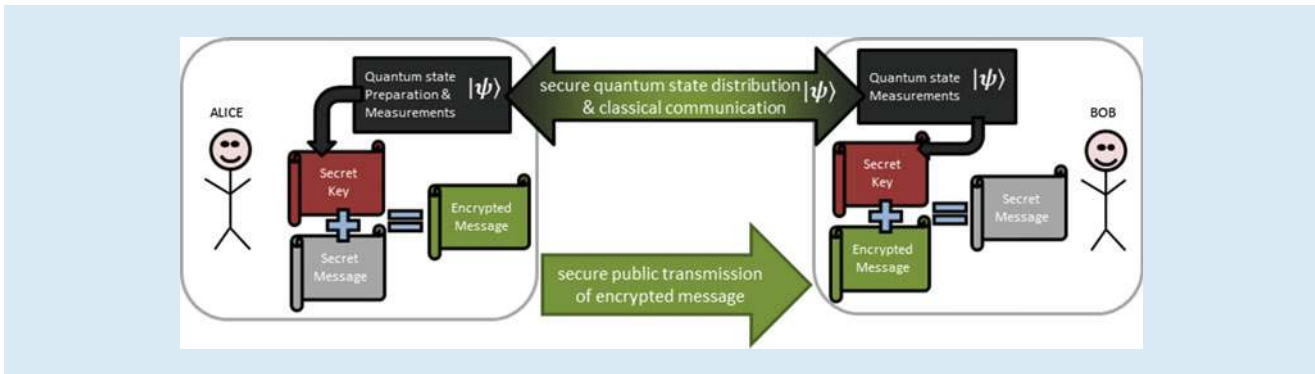 ALICE
Quantum state
Preparation &
Measurements
|ψ⟩
Secret
Key
Secret
Message
Encrypted
Message
secure quantum state distribution |ψ⟩
& classical communication
secure public transmission
of encrypted message
Quantum state
Measurements
|ψ⟩
BOB
Secret
Key
Encrypted
Message
Secret
Message